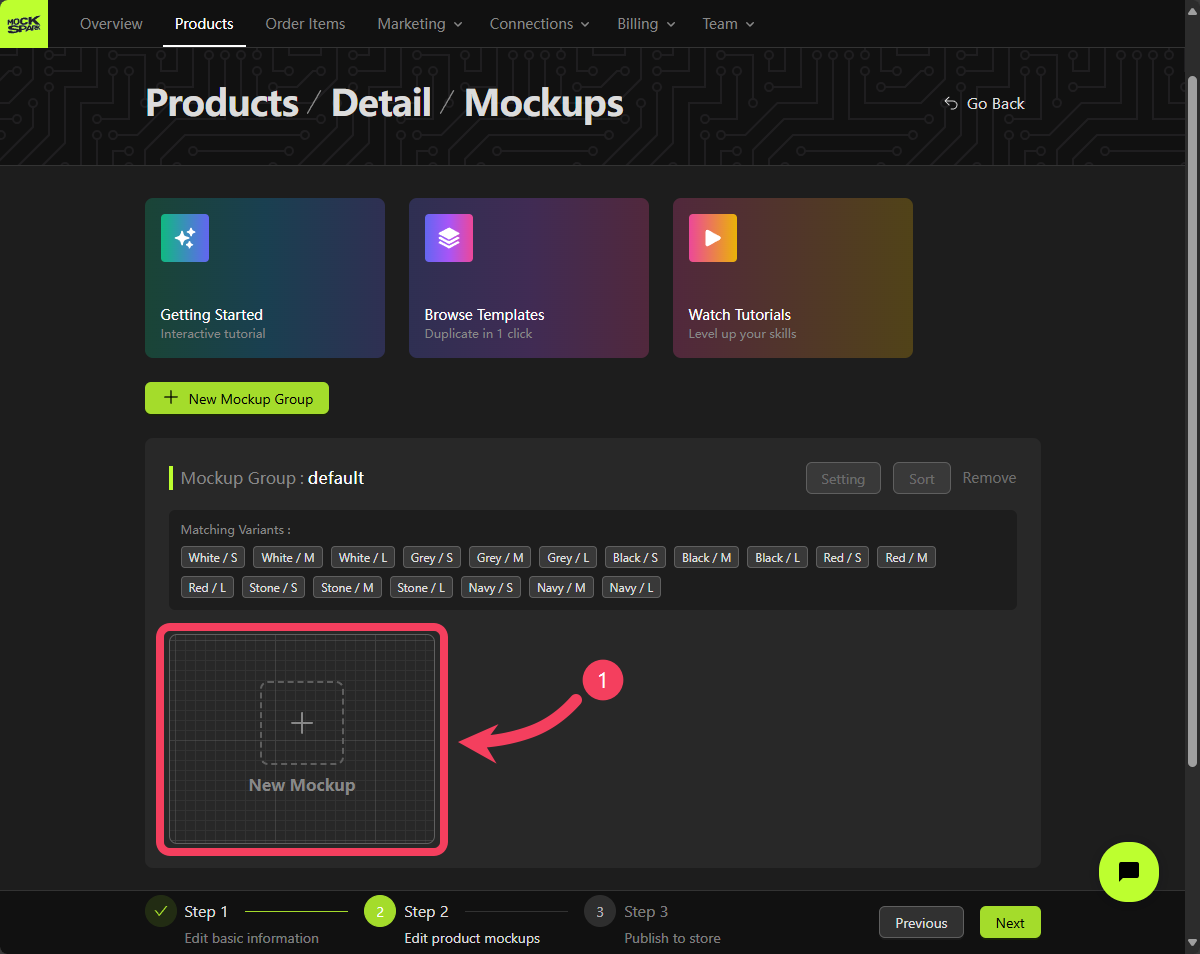 MOCK SPARK
Overview Products Order Items Marketing Connections Billing Team
Products / Detail / Mockups
Go Back
Getting Started
Interactive tutorial
Browse Templates
Duplicate in 1 click
Watch Tutorials
Level up your skills
New Mockup Group
Mockup Group : default
Setting Sort Remove
Matching Variants :
White / S White / M White / L Grey / S Grey / M Grey / L Black / S Black / M Black / L Red / S Red / M
Red / L Stone / S Stone / M Stone / L Navy / S Navy / M Navy / L
1
New Mockup
Step 1
Edit basic information
2 Step 2
Edit product mockups
3 Step 3
Publish to store
Previous Next